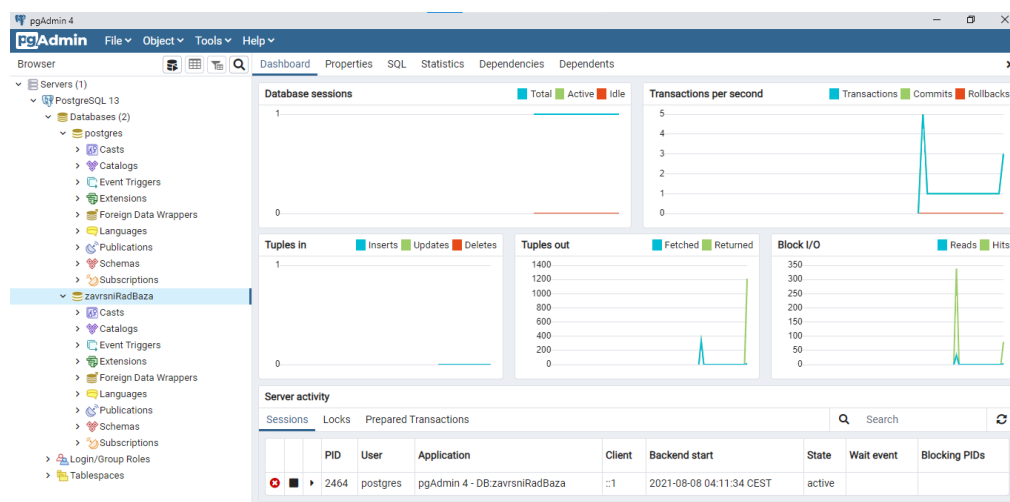 pgAdmin 4
pgAdmin File Object Tools Help
Browser
Dashboard Properties SQL Statistics Dependencies Dependents
Servers (1)
PostgreSQL 13
Databases (2)
postgres
Casts
Catalogs
Event Triggers
Extensions
Foreign Data Wrappers
Languages
Publications
Schemas
Subscriptions
zavrsniRadBaza
Casts
Catalogs
Event Triggers
Extensions
Foreign Data Wrappers
Languages
Publications
Schemas
Subscriptions
Login/Group Roles
Tablespaces
Database sessions Total Active Idle
1
0
Transactions per second Transactions Commits Rollbacks
5
4
3
2
1
0
Tuples in Inserts Updates Deletes
1
0
Tuples out Fetched Returned
1400
1200
1000
800
600
400
200
0
Block I/O Reads Hits
350
300
250
200
150
100
50
0
Server activity
Sessions Locks Prepared Transactions Search
PID User Application Client Backend start State Wait event Blocking PIDs
2464 postgres pgAdmin 4 - DB:zavrsniRadBaza ::1 2021-08-08 04:11:34 CEST active